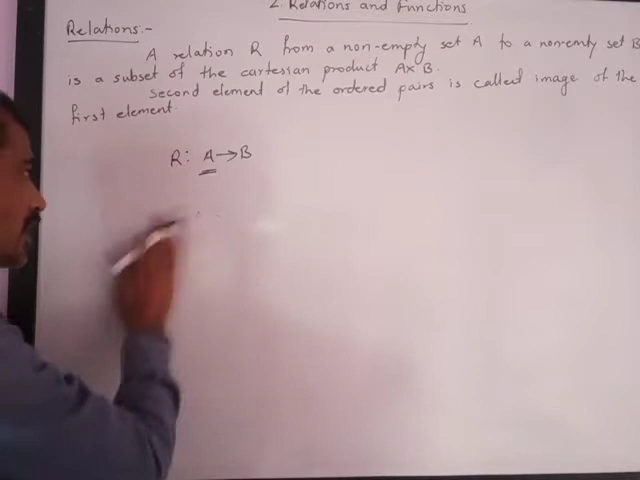 2. Relations and Functions
Relations:-
A relation R from a non-empty set A to a non-emty set B
is a subset of the cartesian product A×B.
Second element of the ordered pairs is called image of the
first element.
R: A→B